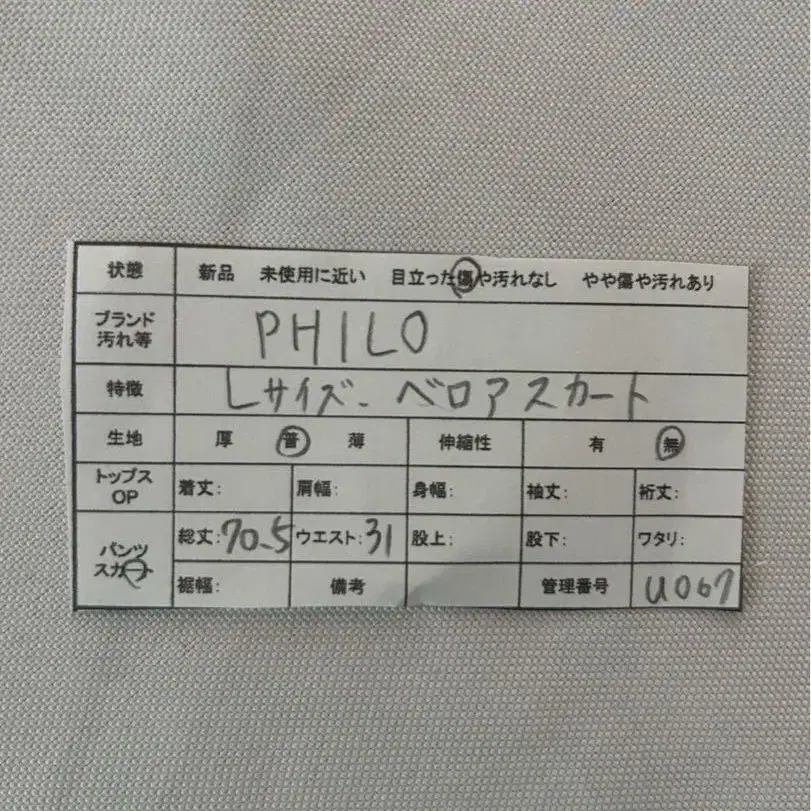 状態 新品 未使用に近い 目立った傷や汚れなし やや傷や汚れあり
ブランド 汚れ等 PHILO
特徴 Lサイズ. ベロアスカート
生地 厚 普 薄 伸縮性 有 無
トップス OP 着丈: 肩幅: 身幅: 袖丈: 裄丈:
パンツ スカート 総丈:70.5 ウエスト:31 股上: 股下: ワタリ:
裾幅: 備考 管理番号 U067